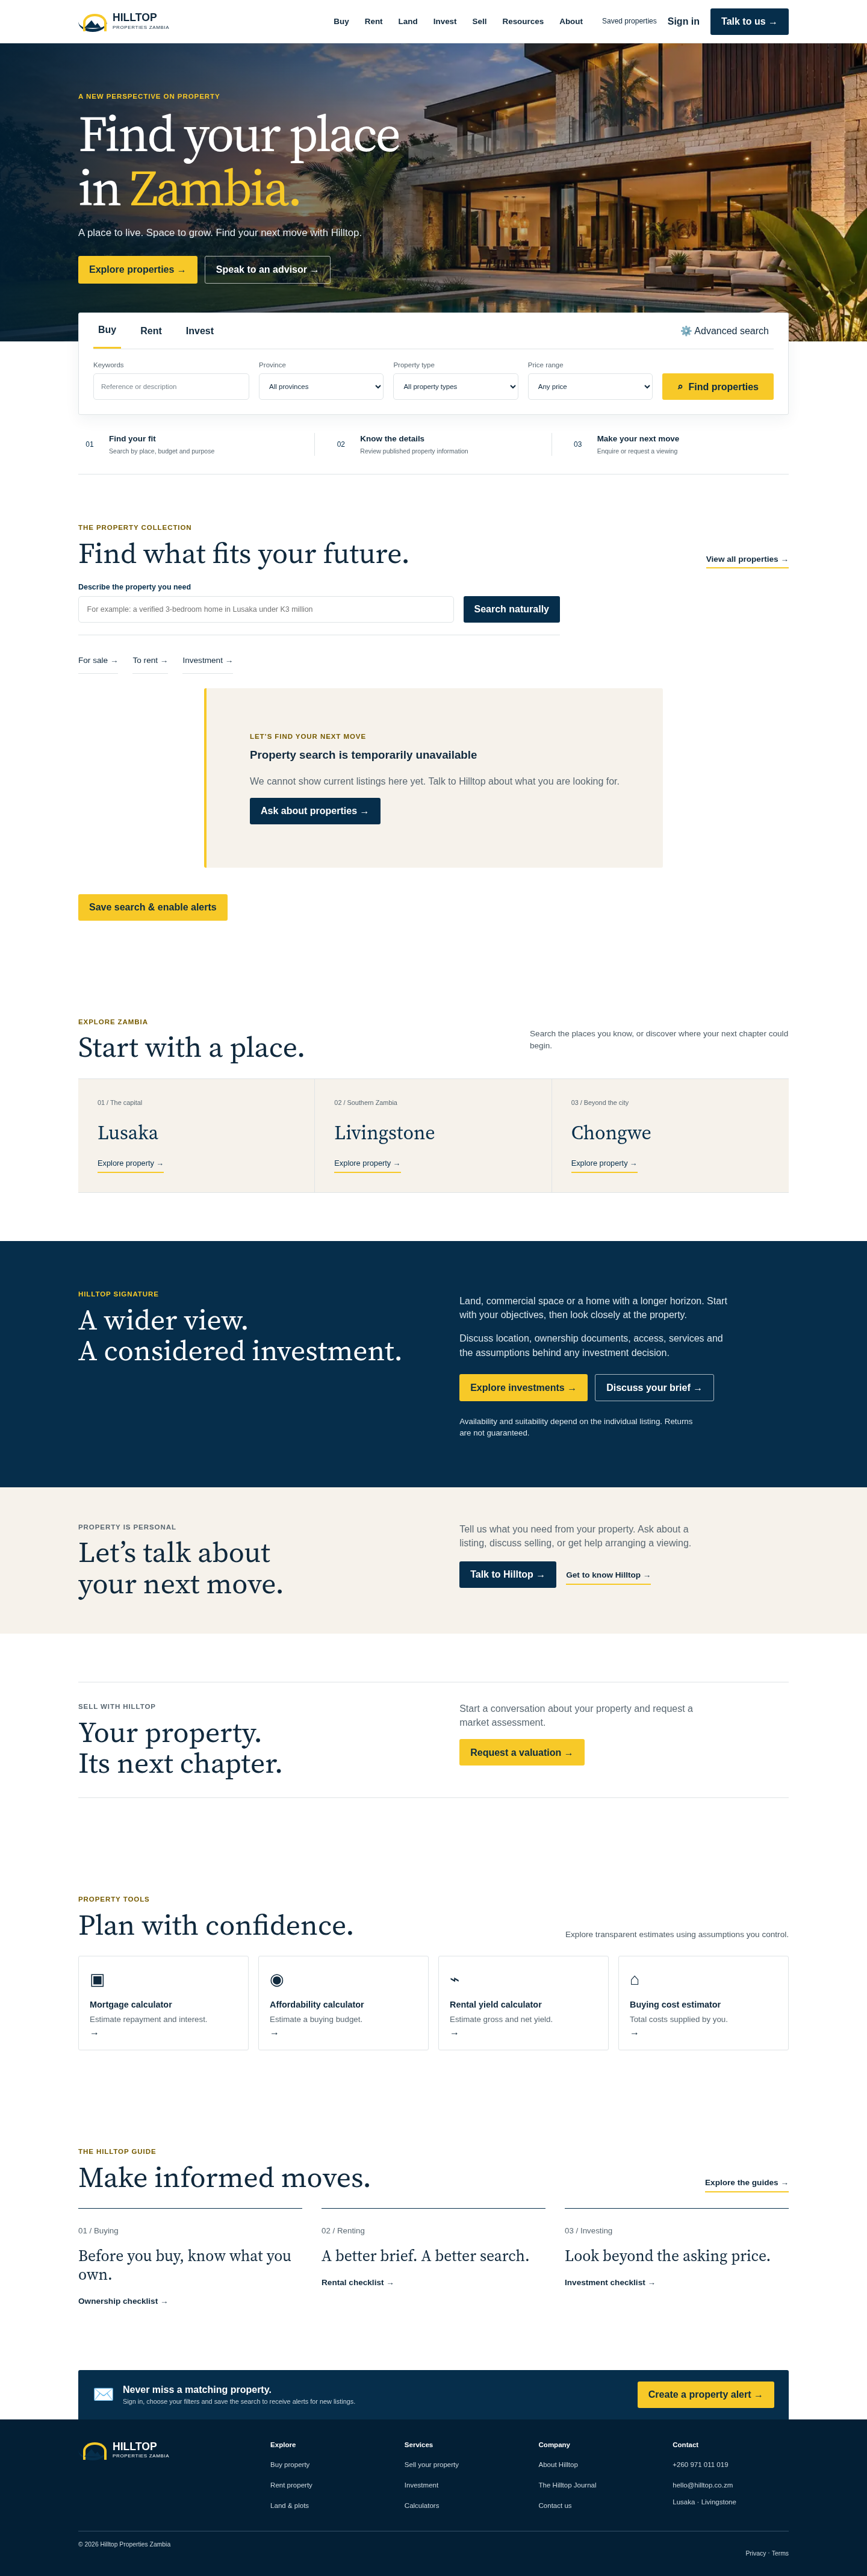 HILLTOP
PROPERTIES ZAMBIA
Buy Rent Land Invest Sell Resources About Saved properties Sign in Talk to us →
A NEW PERSPECTIVE ON PROPERTY
Find your place
in Zambia.
A place to live. Space to grow. Find your next move with Hilltop.
Explore properties → Speak to an advisor →
Buy Rent Invest ⚙️ Advanced search
Keywords Province Property type Price range
Reference or description All provinces All property types Any price ⌕ Find properties
01 Find your fit
Search by place, budget and purpose
02 Know the details
Review published property information
03 Make your next move
Enquire or request a viewing
THE PROPERTY COLLECTION
Find what fits your future.
View all properties →
Describe the property you need
For example: a verified 3-bedroom home in Lusaka under K3 million Search naturally
For sale → To rent → Investment →
LET'S FIND YOUR NEXT MOVE
Property search is temporarily unavailable
We cannot show current listings here yet. Talk to Hilltop about what you are looking for.
Ask about properties →
Save search & enable alerts
EXPLORE ZAMBIA
Start with a place.
Search the places you know, or discover where your next chapter could
begin.
01 / The capital
Lusaka
Explore property →
02 / Southern Zambia
Livingstone
Explore property →
03 / Beyond the city
Chongwe
Explore property →
HILLTOP SIGNATURE
A wider view.
A considered investment.
Land, commercial space or a home with a longer horizon. Start
with your objectives, then look closely at the property.
Discuss location, ownership documents, access, services and
the assumptions behind any investment decision.
Explore investments → Discuss your brief →
Availability and suitability depend on the individual listing. Returns
are not guaranteed.
PROPERTY IS PERSONAL
Let’s talk about
your next move.
Tell us what you need from your property. Ask about a
listing, discuss selling, or get help arranging a viewing.
Talk to Hilltop → Get to know Hilltop →
SELL WITH HILLTOP
Your property.
Its next chapter.
Start a conversation about your property and request a
market assessment.
Request a valuation →
PROPERTY TOOLS
Plan with confidence.
Explore transparent estimates using assumptions you control.
Mortgage calculator
Estimate repayment and interest.
→
Affordability calculator
Estimate a buying budget.
→
Rental yield calculator
Estimate gross and net yield.
→
Buying cost estimator
Total costs supplied by you.
→
THE HILLTOP GUIDE
Make informed moves.
Explore the guides →
01 / Buying
Before you buy, know what you
own.
Ownership checklist →
02 / Renting
A better brief. A better search.
Rental checklist →
03 / Investing
Look beyond the asking price.
Investment checklist →
Never miss a matching property.
Sign in, choose your filters and save the search to receive alerts for new listings.
Create a property alert →
HILLTOP
PROPERTIES ZAMBIA
Explore
Buy property
Rent property
Land & plots
Services
Sell your property
Investment
Calculators
Company
About Hilltop
The Hilltop Journal
Contact us
Contact
+260 971 011 019
hello@hilltop.co.zm
Lusaka · Livingstone
© 2026 Hilltop Properties Zambia
Privacy · Terms